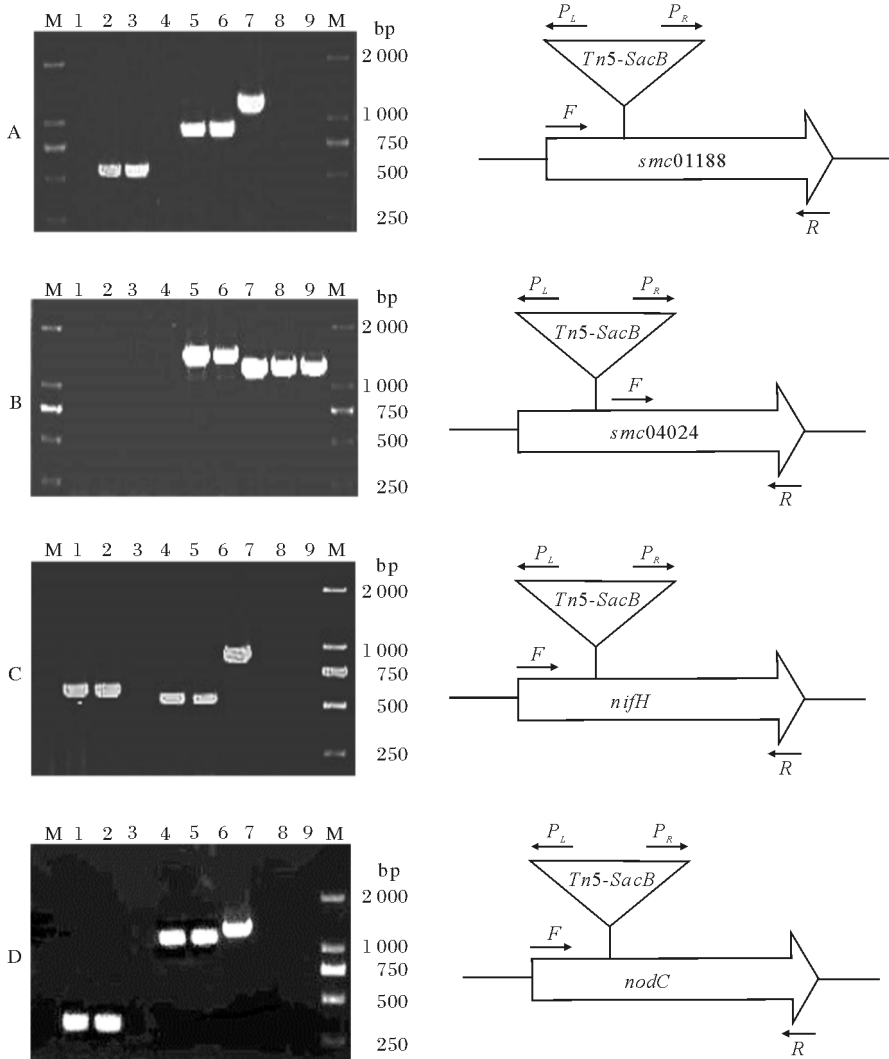 M 1 2 3 4 5 6 7 8 9 M bp
A
2 000
1 000
750
500
250
P_L P_R
Tn5-SacB
F
smc01188
R
M 1 2 3 4 5 6 7 8 9 M bp
B
2 000
1 000
750
500
250
P_L P_R
Tn5-SacB
F
smc04024
R
M 1 2 3 4 5 6 7 8 9 M
bp
C
2 000
1 000
750
500
250
P_L P_R
Tn5-SacB
F
nifH
R
M 1 2 3 4 5 6 7 8 9 M
bp
D
2 000
1 000
750
500
250
P_L P_R
Tn5-SacB
F
nodC
R